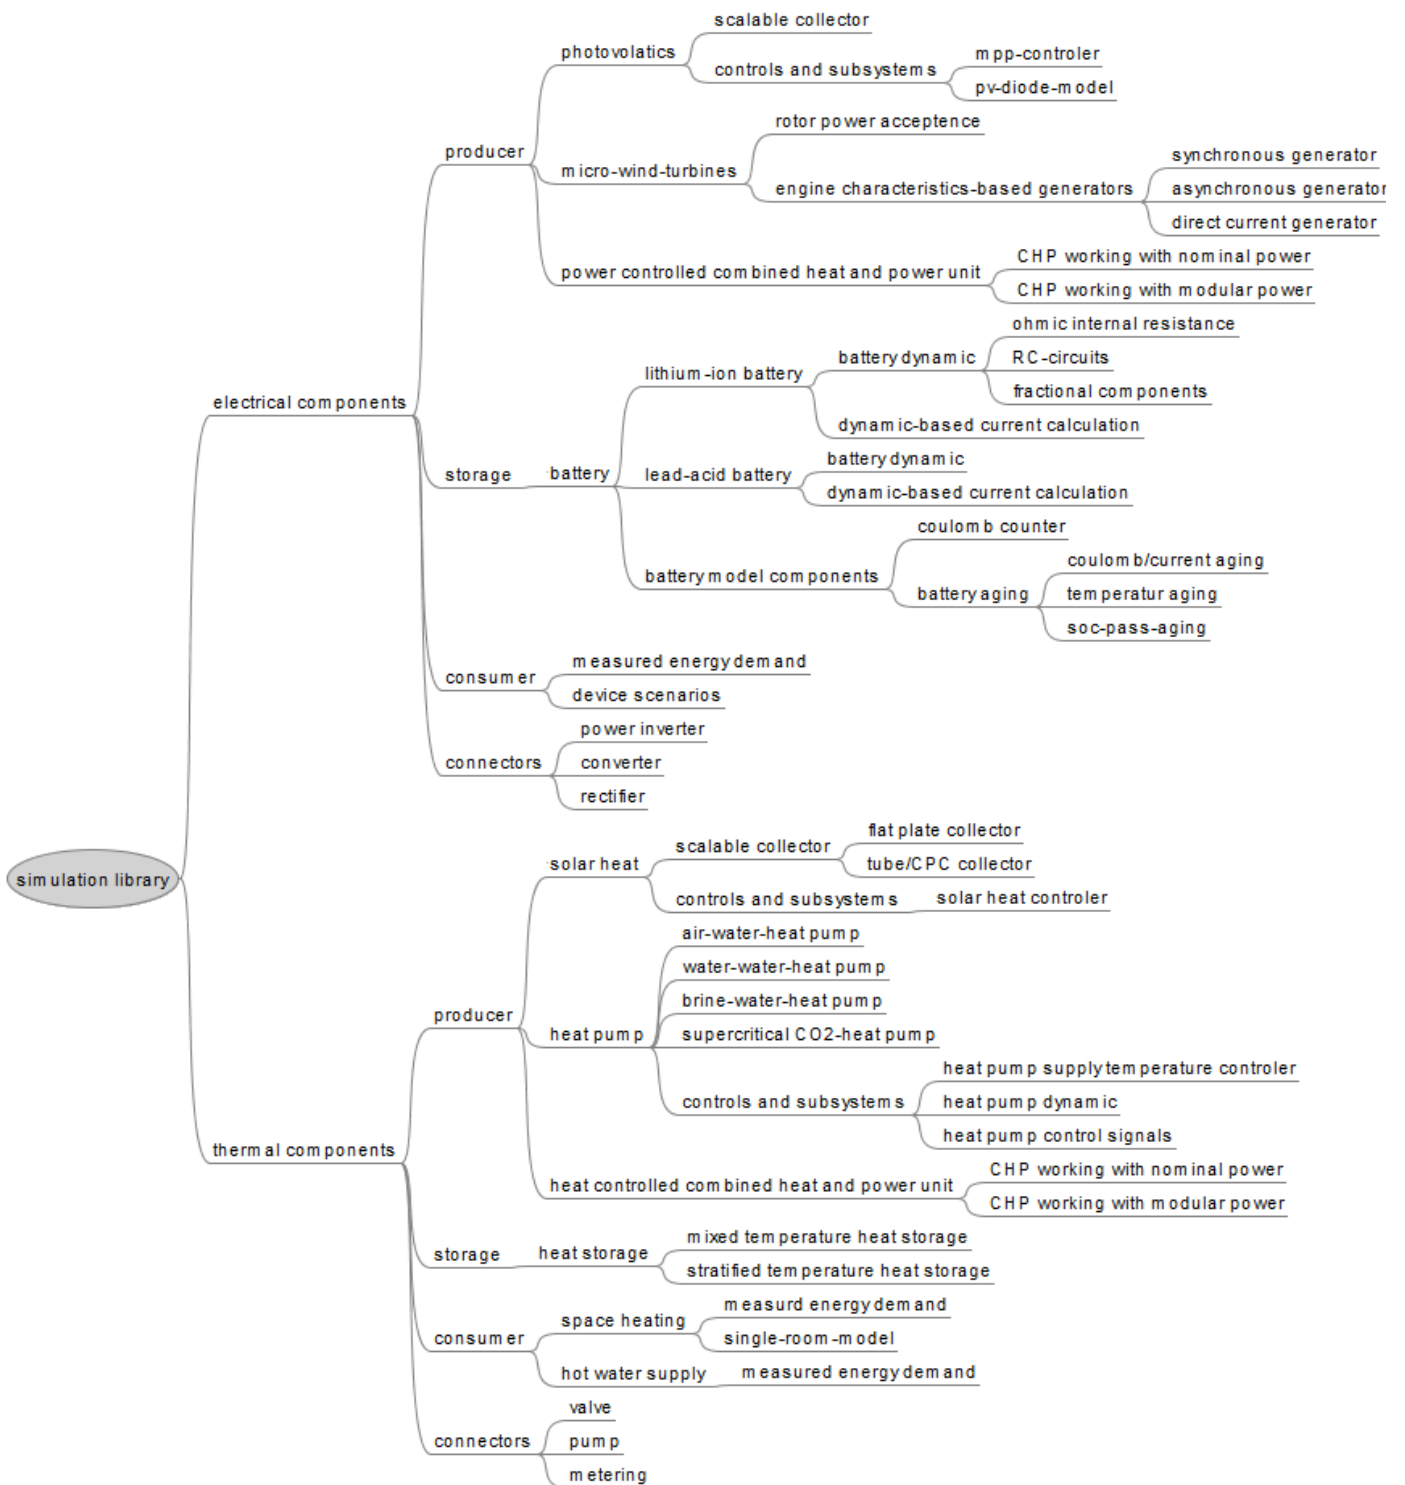 scalable collector
photovolatics
mpp-controler
controls and subsystems
pv-diode-model
rotor power acceptence
producer
synchronous generator
micro-wind-turbines
engine characteristics-based generators
asynchronous generator
direct current generator
CHP working with nominal power
power controlled combined heat and power unit
CHP working with modular power
ohmic internal resistance
battery dynamic
RC-circuits
lithium-ion battery
fractional components
electrical components
dynamic-based current calculation
battery dynamic
storage
battery
lead-acid battery
dynamic-based current calculation
coulomb counter
coulomb/current aging
battery model components
battery aging
temperatur aging
soc-pass-aging
measured energy demand
consumer
device scenarios
power inverter
connectors
converter
rectifier
flat plate collector
scalable collector
solar heat
tube/CPC collector
simulation library
controls and subsystems
solar heat controler
air-water-heat pump
water-water-heat pump
brine-water-heat pump
producer
heat pump
supercritical CO2-heat pump
heat pump supply temperature controler
controls and subsystems
heat pump dynamic
heat pump control signals
thermal components
CHP working with nominal power
heat controlled combined heat and power unit
CHP working with modular power
mixed temperature heat storage
storage
heat storage
stratified temperature heat storage
measurd energy demand
space heating
consumer
single-room-model
hot water supply
measured energy demand
valve
connectors
pump
metering